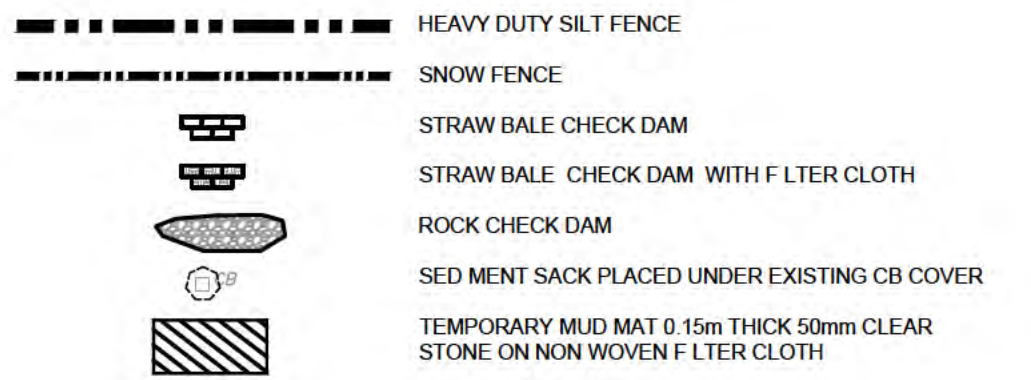 HEAVY DUTY SILT FENCE
SNOW FENCE
STRAW BALE CHECK DAM
STRAW BALE CHECK DAM WITH F LTER CLOTH
ROCK CHECK DAM
CB
SED MENT SACK PLACED UNDER EXISTING CB COVER
TEMPORARY MUD MAT 0.15m THICK 50mm CLEAR
STONE ON NON WOVEN F LTER CLOTH